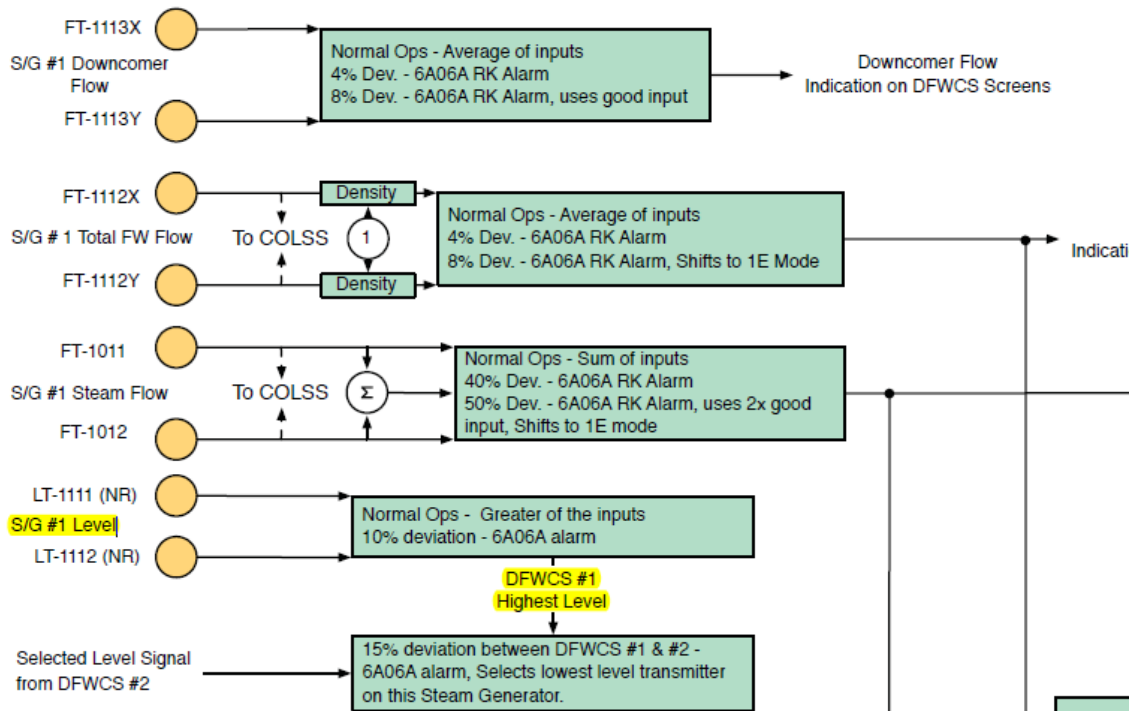 FT-1113X
S/G #1 Downcomer
Flow
FT-1113Y
Normal Ops - Average of inputs
4% Dev. - 6A06A RK Alarm
8% Dev. - 6A06A RK Alarm, uses good input
Downcomer Flow
Indication on DFWCS Screens
FT-1112X
S/G # 1 Total FW Flow
FT-1112Y
To COLSS
Density
1
Density
Normal Ops - Average of inputs
4% Dev. - 6A06A RK Alarm
8% Dev. - 6A06A RK Alarm, Shifts to 1E Mode
Indicati
FT-1011
S/G #1 Steam Flow
FT-1012
To COLSS
Σ
Normal Ops - Sum of inputs
40% Dev. - 6A06A RK Alarm
50% Dev. - 6A06A RK Alarm, uses 2x good
input, Shifts to 1E mode
LT-1111 (NR)
S/G #1 Level
LT-1112 (NR)
Normal Ops - Greater of the inputs
10% deviation - 6A06A alarm
DFWCS #1
Highest Level
Selected Level Signal
from DFWCS #2
15% deviation between DFWCS #1 & #2 -
6A06A alarm, Selects lowest level transmitter
on this Steam Generator.